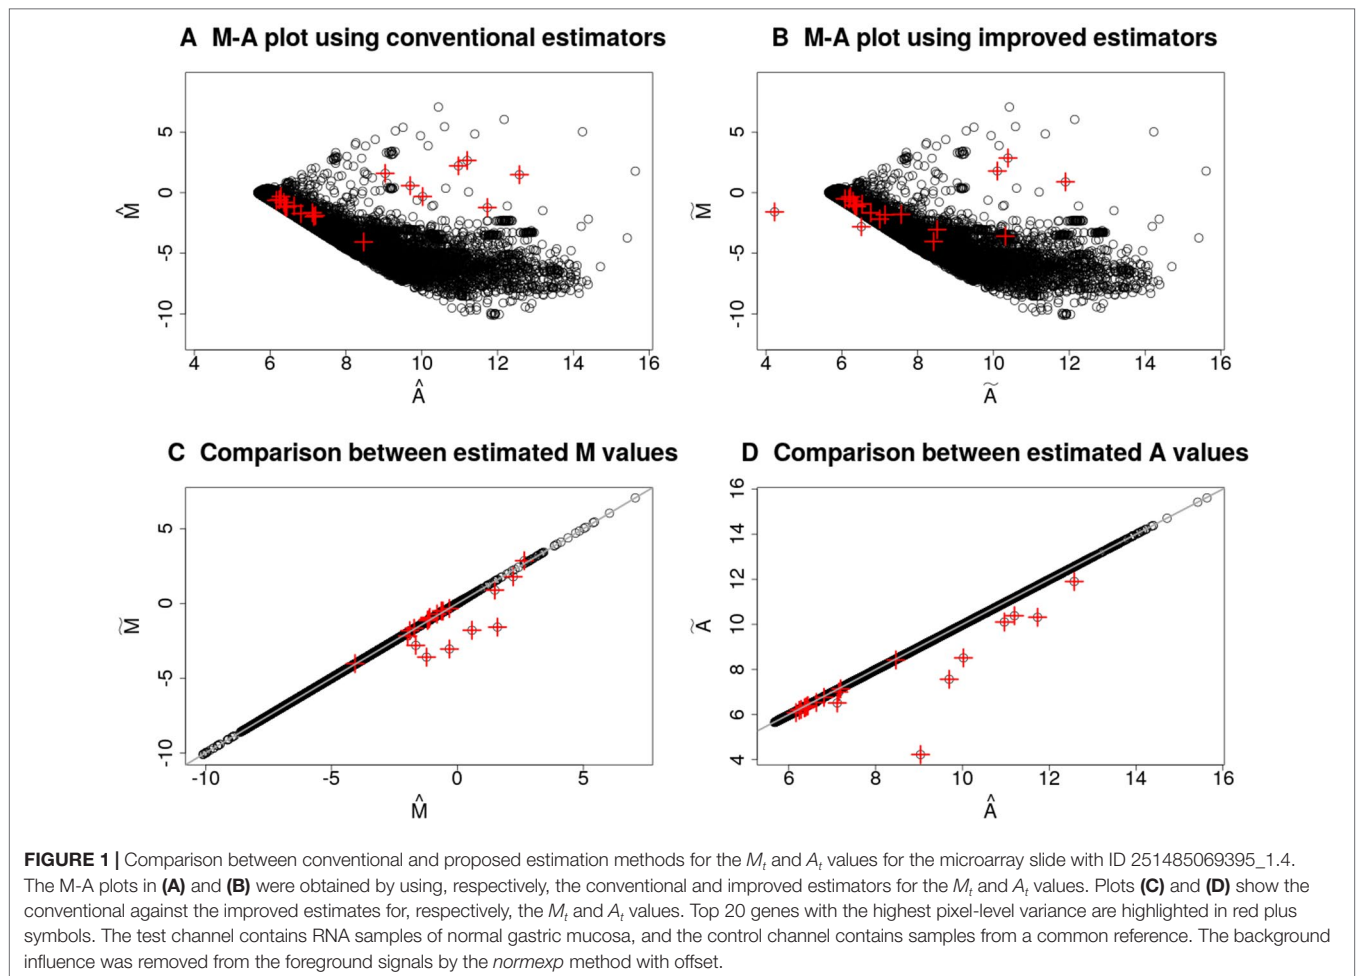 A M-A plot using conventional estimators
5
0
-5
-10
M̂
4 6 8 10 12 14 16
Â
B M-A plot using improved estimators
5
0
-5
-10
M̃
4 6 8 10 12 14 16
Ã
C Comparison between estimated M values
5
0
-5
-10
M̃
-10 -5 0 5
M̂
D Comparison between estimated A values
16
14
12
10
8
6
4
Ã
6 8 10 12 14 16
Â
FIGURE 1 | Comparison between conventional and proposed estimation methods for the Mt and At values for the microarray slide with ID 251485069395_1.4.
The M-A plots in (A) and (B) were obtained by using, respectively, the conventional and improved estimators for the Mt and At values. Plots (C) and (D) show the
conventional against the improved estimates for, respectively, the Mt and At values. Top 20 genes with the highest pixel-level variance are highlighted in red plus
symbols. The test channel contains RNA samples of normal gastric mucosa, and the control channel contains samples from a common reference. The background
influence was removed from the foreground signals by the normexp method with offset.